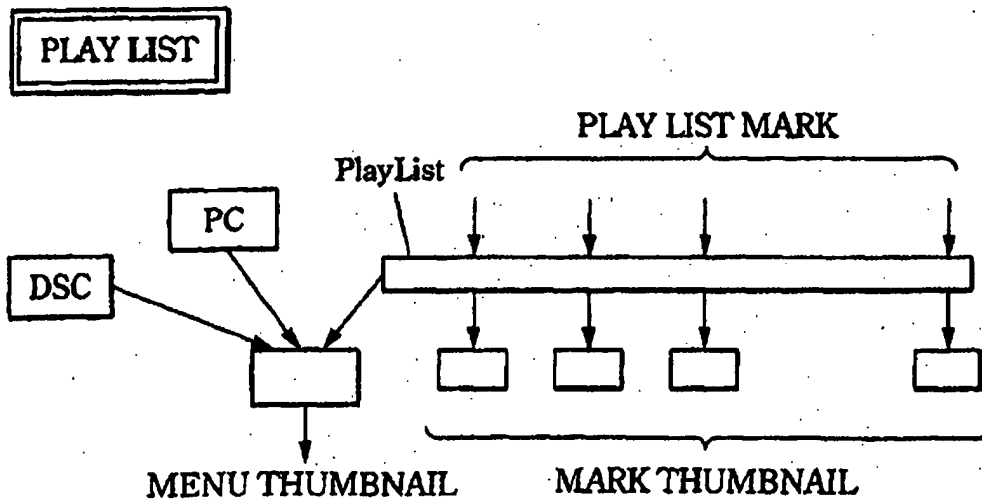 PLAY LIST
PLAY LIST MARK
PlayList
PC
DSC
MENU THUMBNAIL
MARK THUMBNAIL